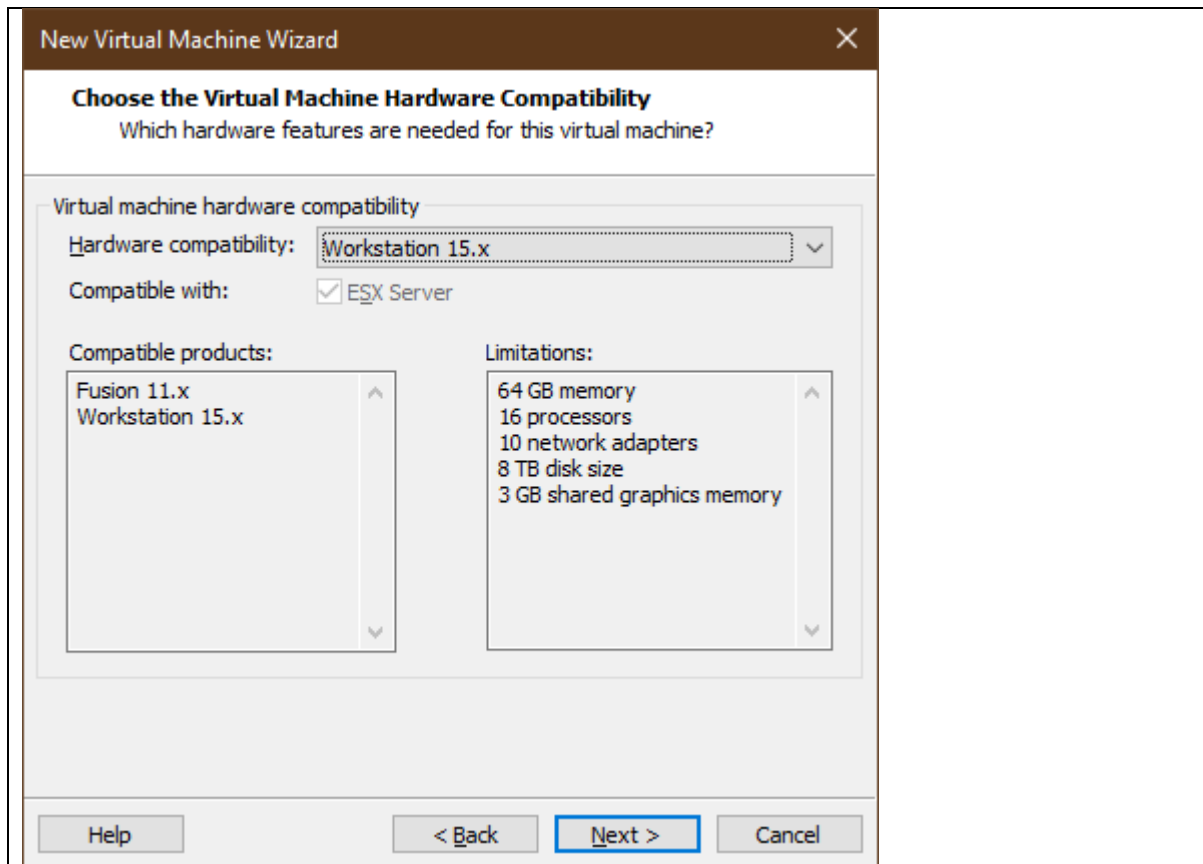 New Virtual Machine Wizard
Choose the Virtual Machine Hardware Compatibility
Which hardware features are needed for this virtual machine?
Virtual machine hardware compatibility
Hardware compatibility: Workstation 15.x
Compatible with: ESX Server
Compatible products:
Fusion 11.x
Workstation 15.x
Limitations:
64 GB memory
16 processors
10 network adapters
8 TB disk size
3 GB shared graphics memory
Help < Back Next > Cancel